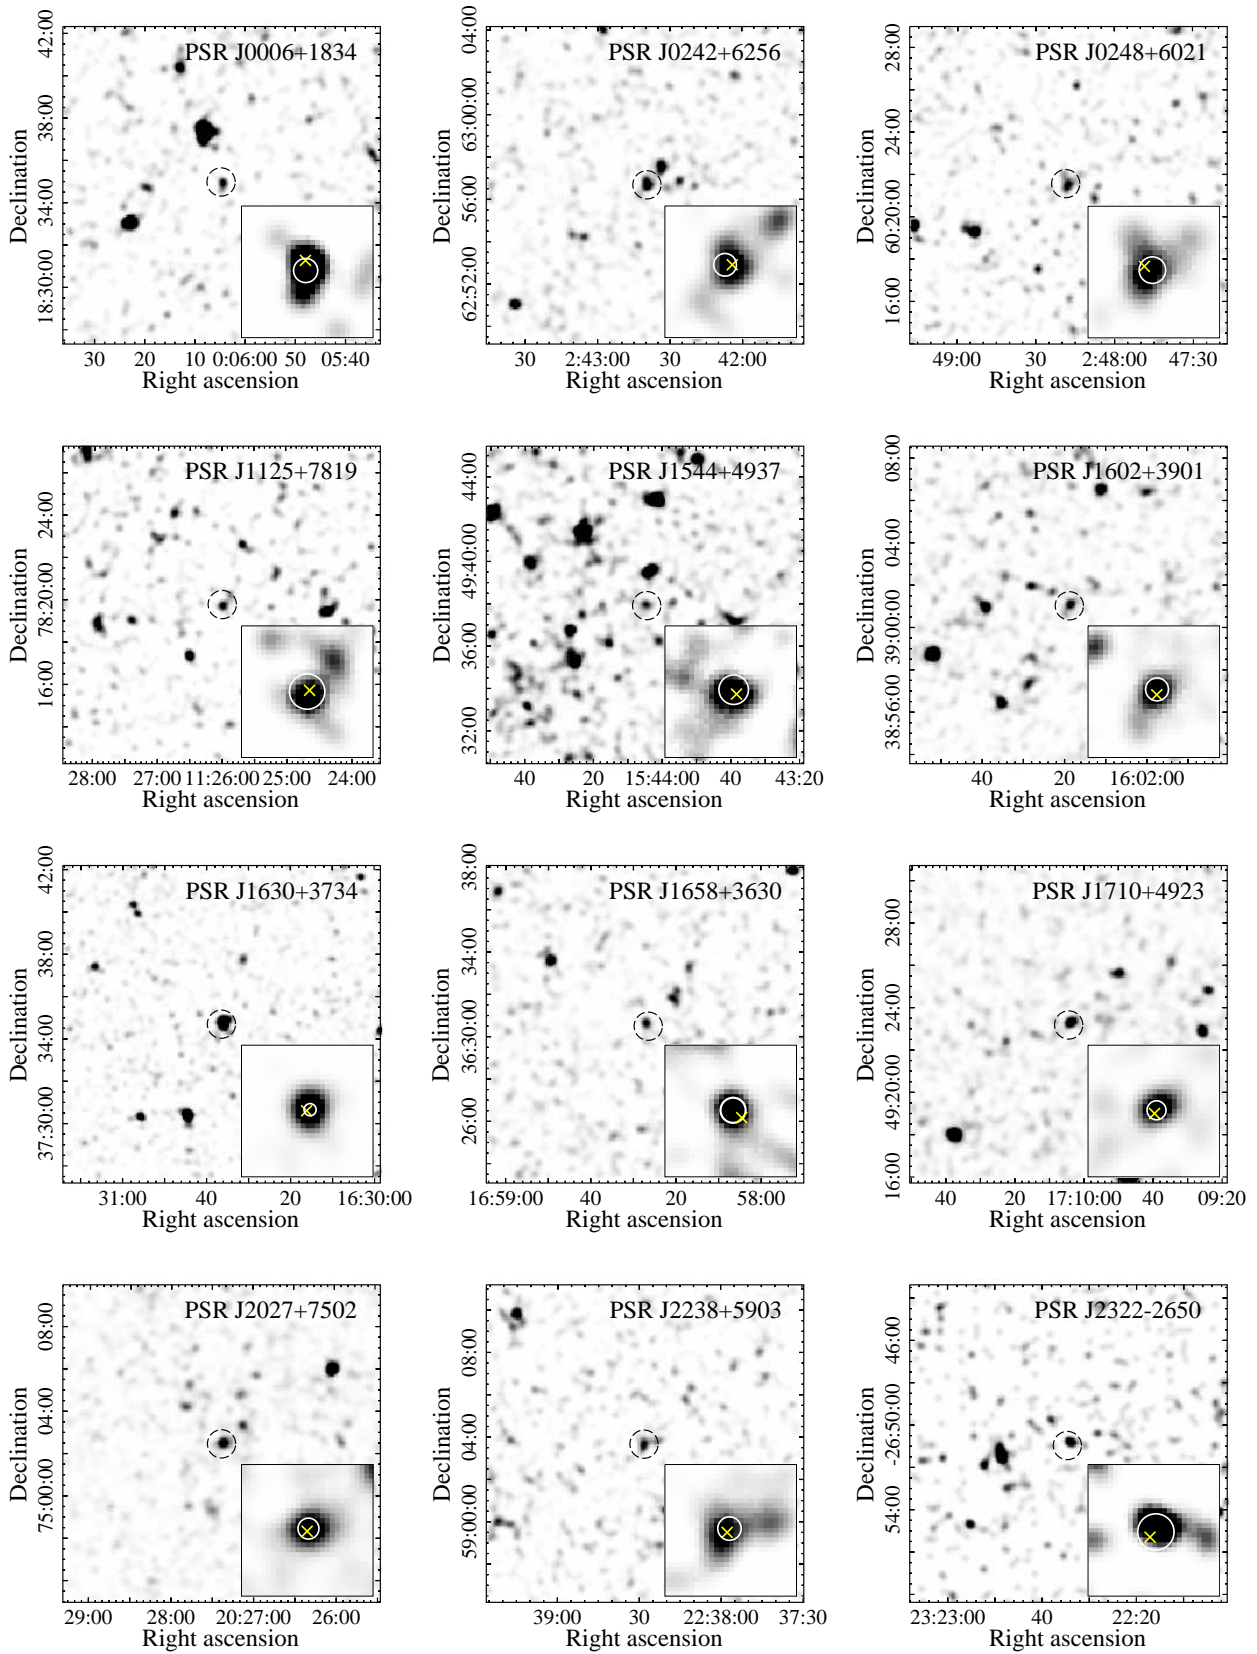 PSR J0006+1834
Declination
42:00
38:00
34:00
18:30:00
30 20 10 0:06:00 50 05:40
Right ascension
PSR J0242+6256
Declination
04:00
63:00:00
56:00
62:52:00
30 2:43:00 30 42:00
Right ascension
PSR J0248+6021
Declination
28:00
24:00
60:20:00
16:00
49:00 30 2:48:00 47:30
Right ascension
PSR J1125+7819
Declination
24:00
78:20:00
16:00
28:00 27:00 11:26:00 25:00 24:00
Right ascension
PSR J1544+4937
Declination
44:00
49:40:00
36:00
32:00
40 20 15:44:00 40 43:20
Right ascension
PSR J1602+3901
Declination
08:00
04:00
39:00:00
38:56:00
40 20 16:02:00
Right ascension
PSR J1630+3734
Declination
42:00
38:00
34:00
37:30:00
31:00 40 20 16:30:00
Right ascension
PSR J1658+3630
Declination
38:00
34:00
36:30:00
26:00
16:59:00 40 20 58:00
Right ascension
PSR J1710+4923
Declination
28:00
24:00
49:20:00
16:00
40 20 17:10:00 40 09:20
Right ascension
PSR J2027+7502
Declination
08:00
04:00
75:00:00
29:00 28:00 20:27:00 26:00
Right ascension
PSR J2238+5903
Declination
08:00
04:00
59:00:00
39:00 30 22:38:00 37:30
Right ascension
PSR J2322-2650
Declination
46:00
-26:50:00
54:00
23:23:00 40 22:20
Right ascension